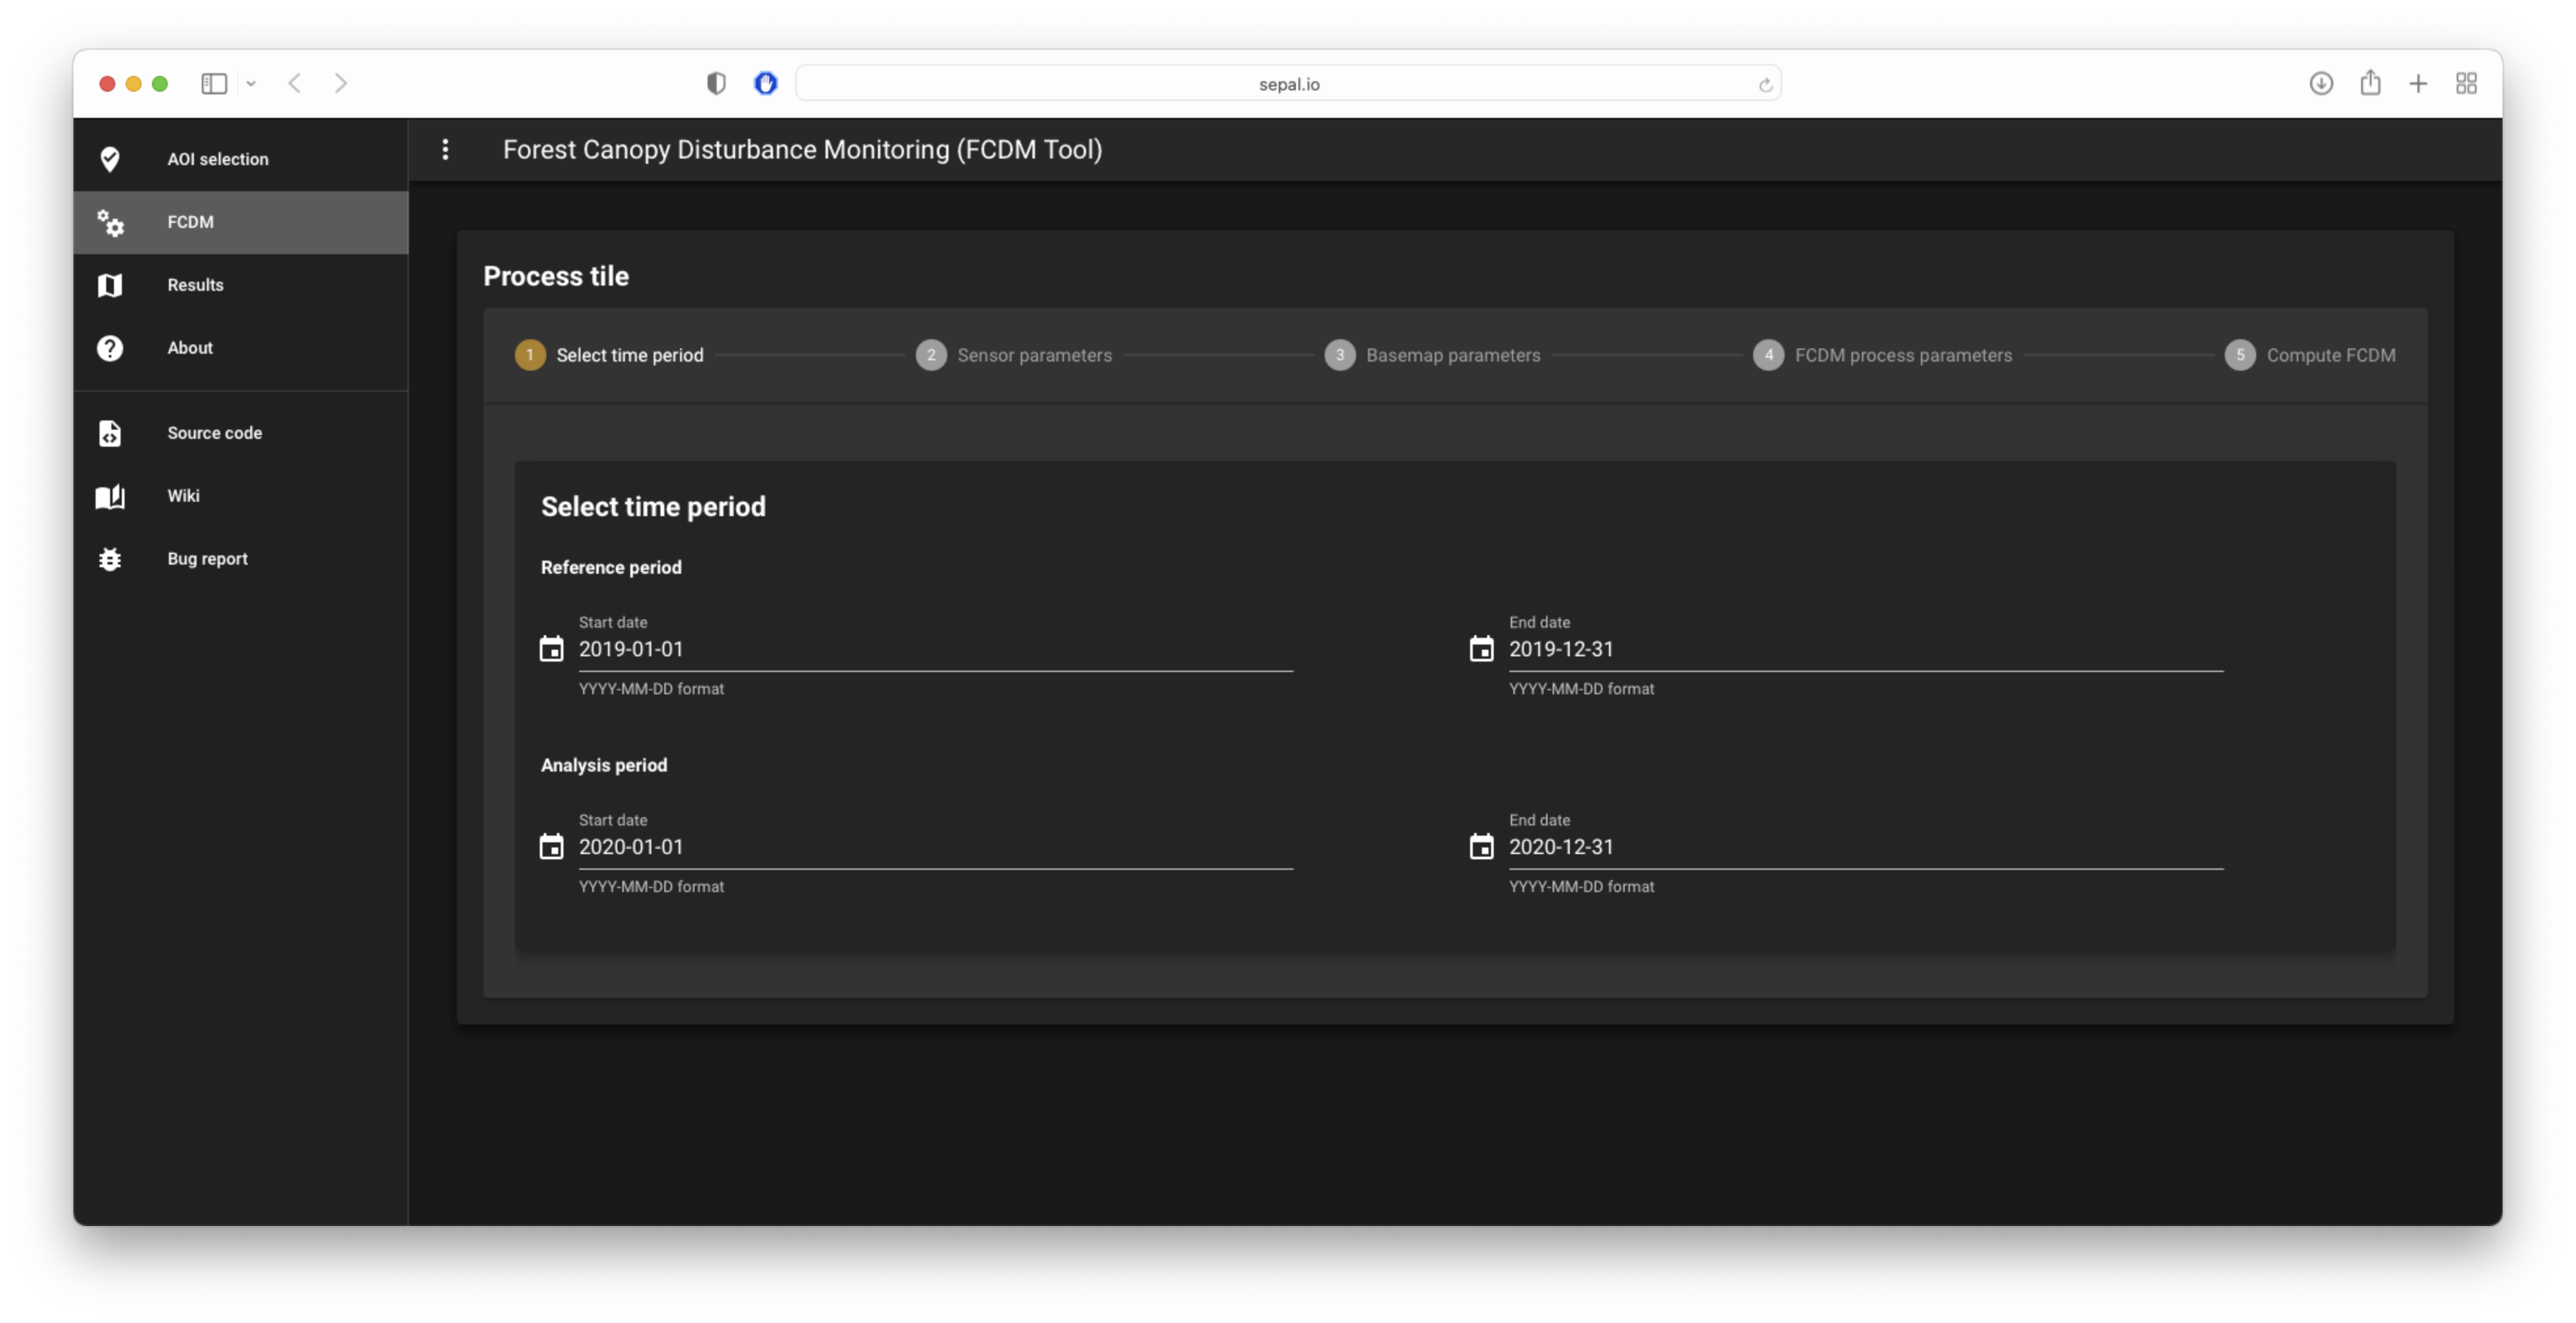 sepal.io
AOI selection
FCDM
Results
About
Source code
Wiki
Bug report
Forest Canopy Disturbance Monitoring (FCDM Tool)
Process tile
1 Select time period
2 Sensor parameters
3 Basemap parameters
4 FCDM process parameters
5 Compute FCDM
Select time period
Reference period
Start date
2019-01-01
YYYY-MM-DD format
End date
2019-12-31
YYYY-MM-DD format
Analysis period
Start date
2020-01-01
YYYY-MM-DD format
End date
2020-12-31
YYYY-MM-DD format